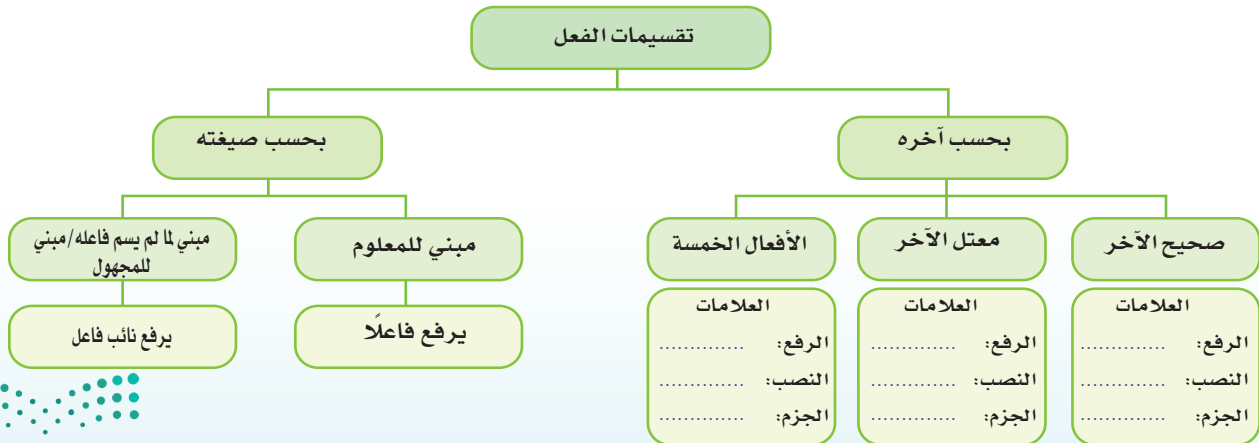 تقسيمات الفعل
بحسب آخره
بحسب صيغته
صحيح الآخر
معتل الآخر
الأفعال الخمسة
مبني للمعلوم
مبني لما لم يسم فاعله/مبني
للمجهول
العلامات
الرفع: ..............
النصب: ..............
الجزم: ..............
العلامات
الرفع: ..............
النصب: ..............
الجزم: ..............
العلامات
الرفع: ..............
النصب: ..............
الجزم: ..............
يرفع فاعلًا
يرفع نائب فاعل